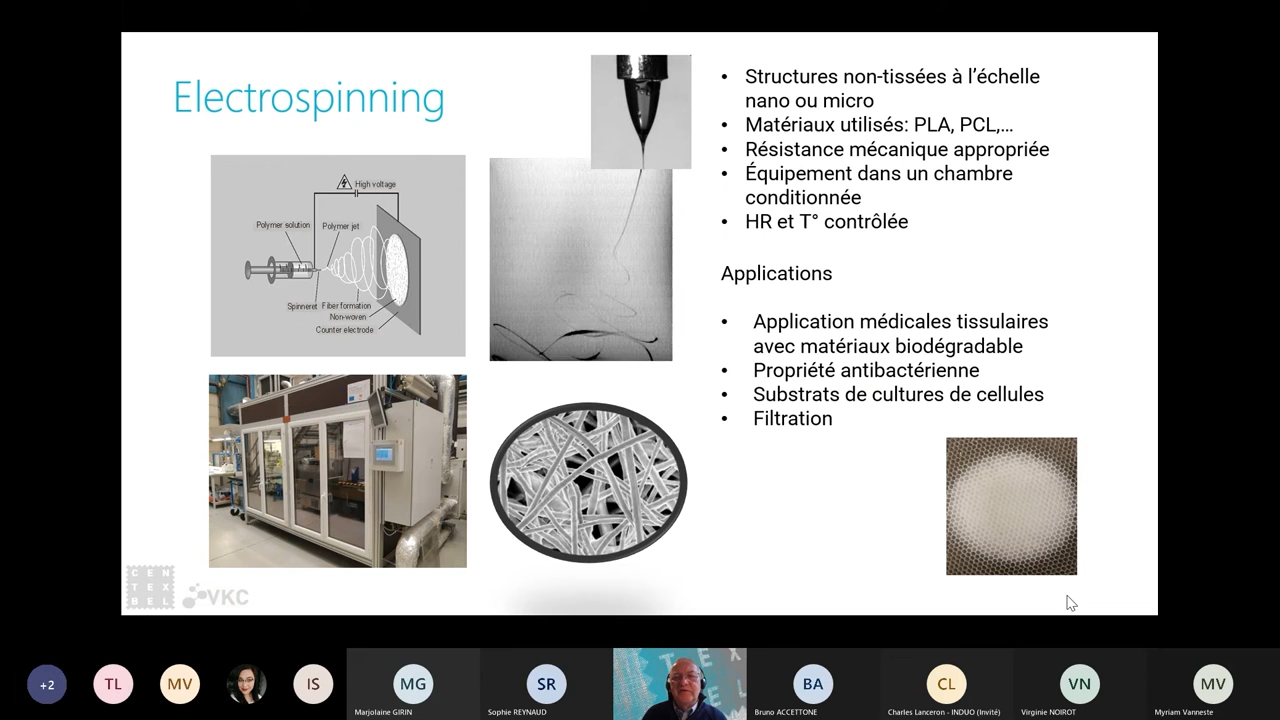 Electrospinning
High voltage
Polymer solution
Polymer jet
Spinneret
Fiber formation
Non-woven
Counter electrode
• Structures non-tissées à l’échelle
nano ou micro
• Matériaux utilisés: PLA, PCL,...
• Résistance mécanique appropriée
• Équipement dans un chambre
conditionnée
• HR et T° contrôlée
Applications
• Application médicales tissulaires
avec matériaux biodégradable
• Propriété antibactérienne
• Substrats de cultures de cellules
• Filtration
CEN
TEX
BEL
VKC
+2
TL
MV
IS
MG
Marjolaine GIRIN
SR
Sophie REYNAUD
BA
Bruno ACCETTONE
CL
Charles Lanceron - INDUO (Invité)
VN
Virginie NOIROT
MV
Myriam Vanneste